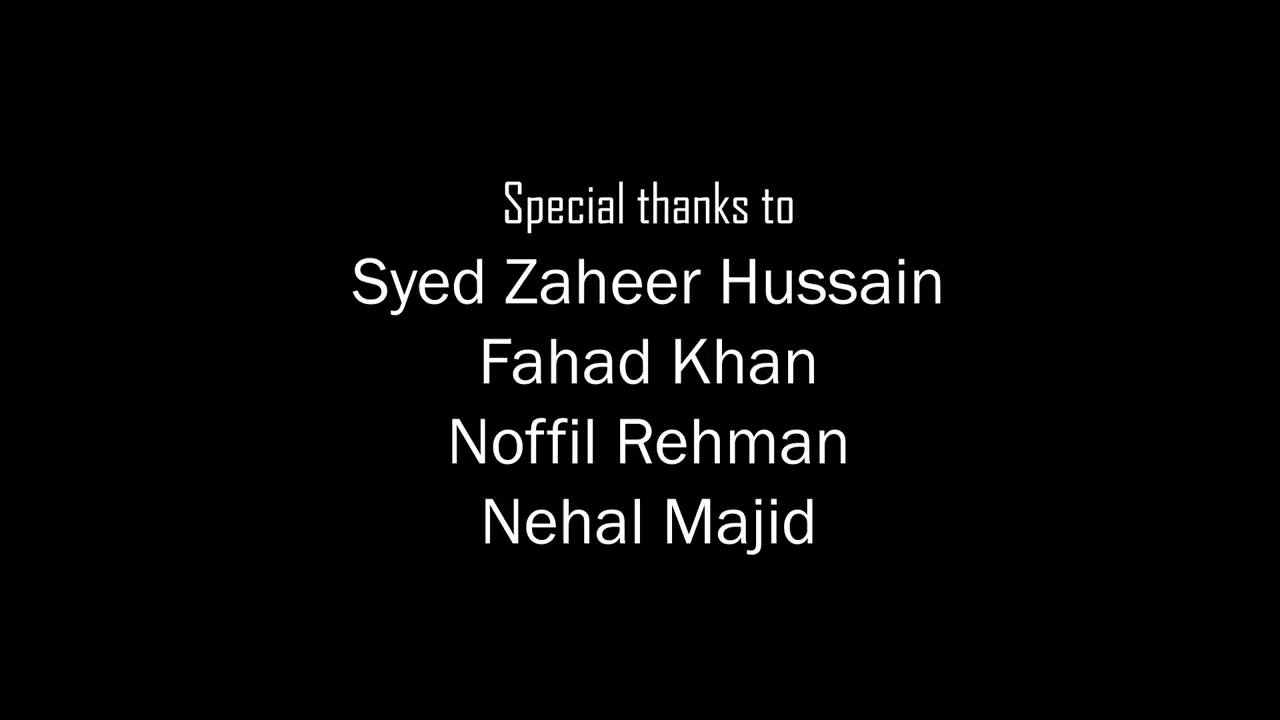 Special thanks to
Syed Zaheer Hussain
Fahad Khan
Noffil Rehman
Nehal Majid